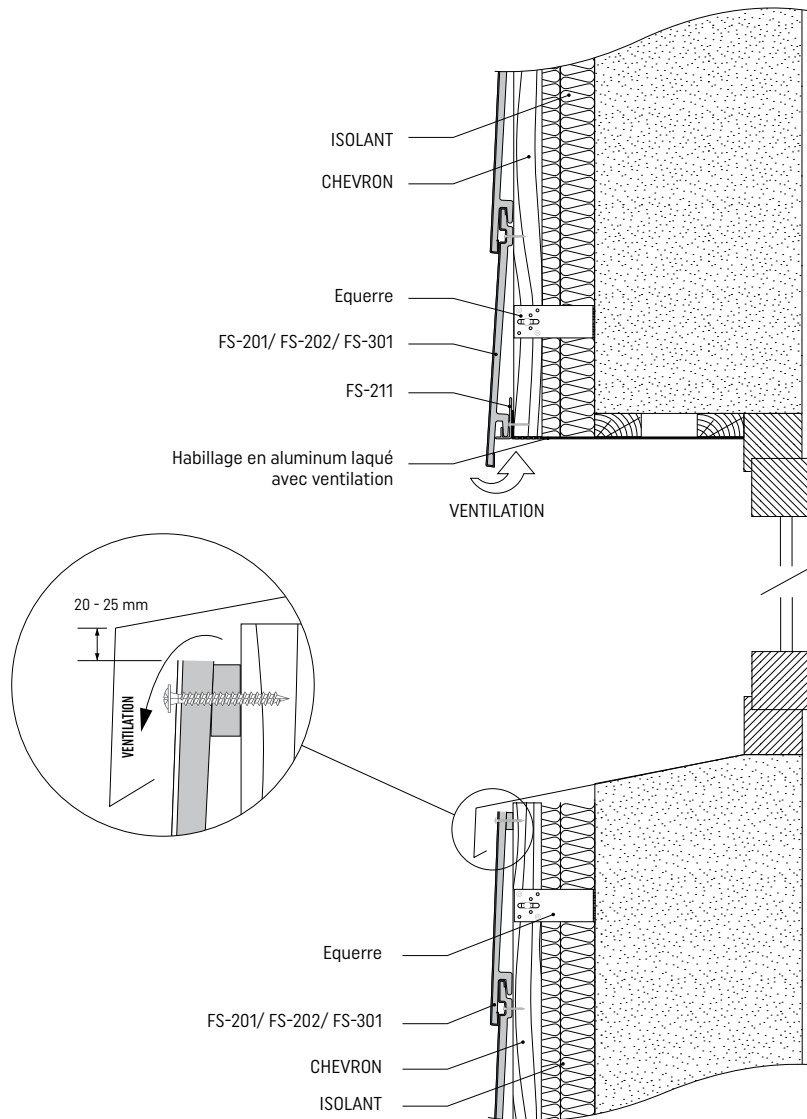 ISOLANT
CHEVRON
Equerre
FS-201/ FS-202/ FS-301
FS-211
Habillage en aluminum laqué
avec ventilation
VENTILATION
20 - 25 mm
VENTILATION
Equerre
FS-201/ FS-202/ FS-301
CHEVRON
ISOLANT